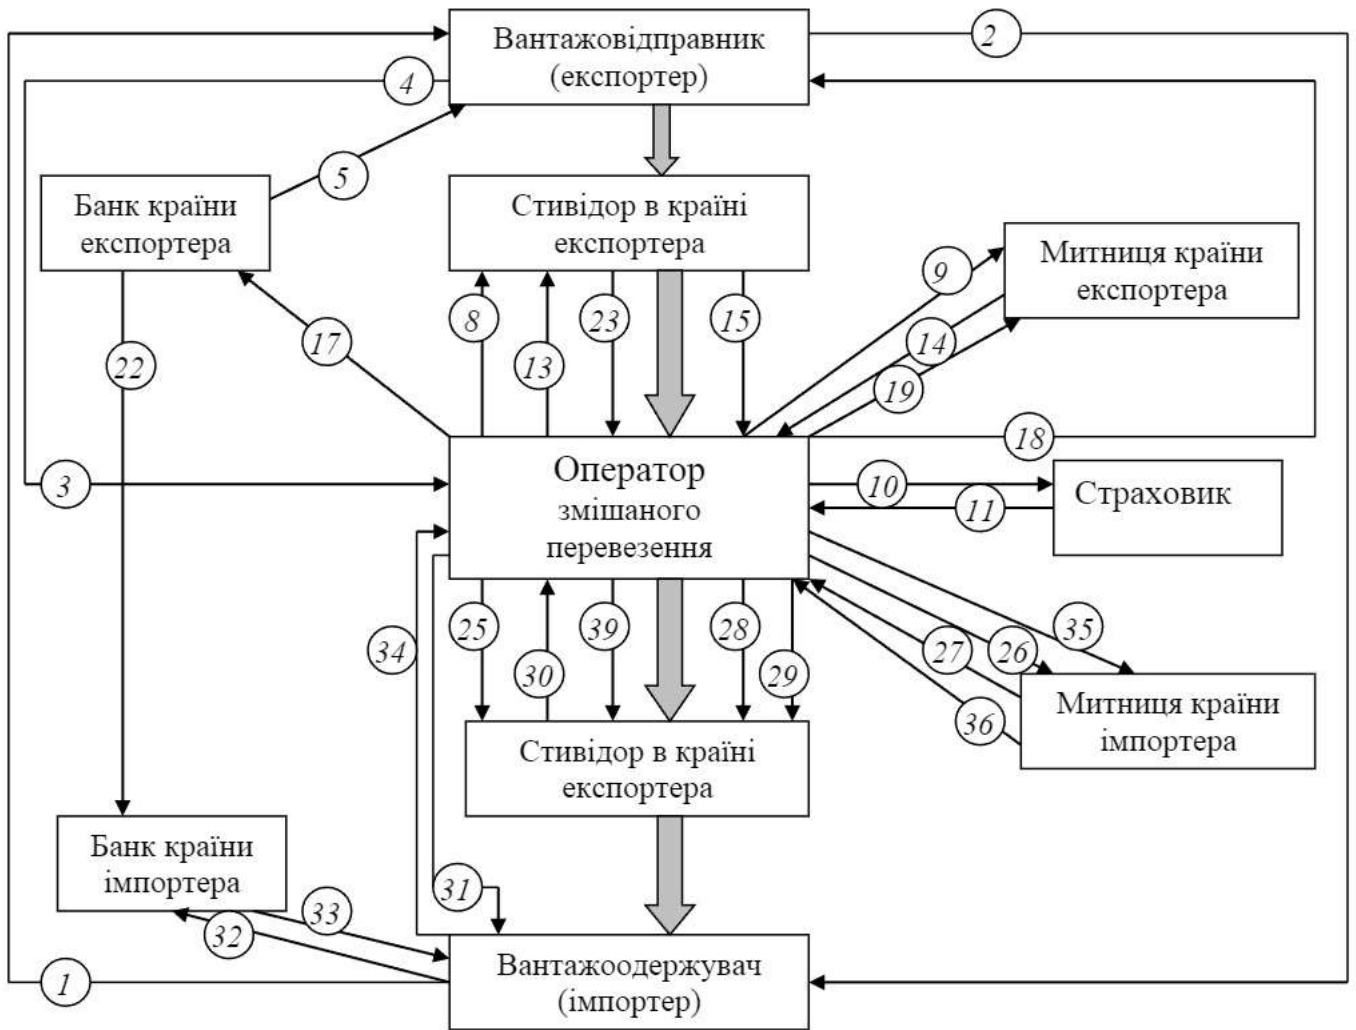 Вантажовідправник
(експортер)
2
4
5
Банк країни
експортера
Стивідор в країні
експортера
Митниця країни
експортера
9
8
23
15
14
17
13
19
22
18
3
Оператор
змішаного
перевезення
10
11
Страховик
25
39
28
35
34
30
29
27
26
36
Митниця країни
імпортера
Стивідор в країні
експортера
Банк країни
імпортера
31
33
32
1
Вантажоодержувач
(імпортер)